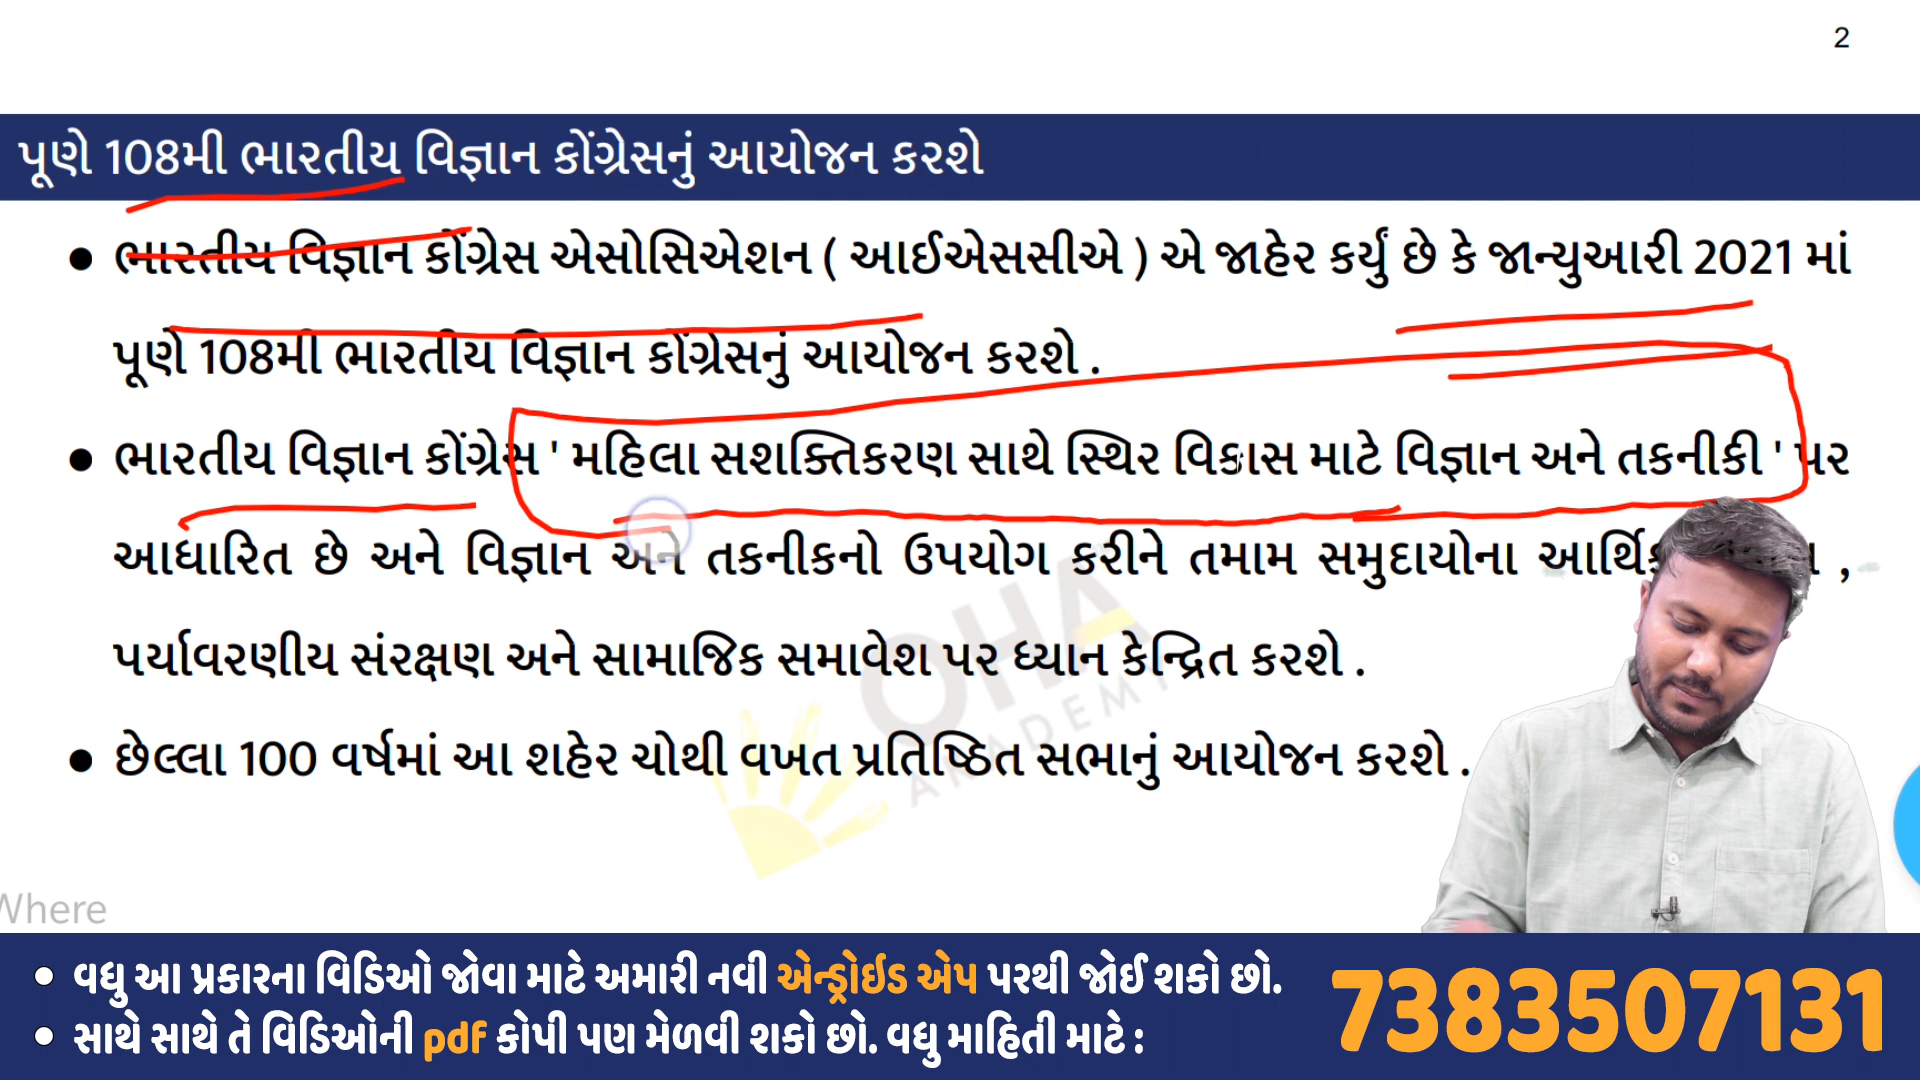 2
પૂણે 108મી ભારતીય વિજ્ઞાન કોંગ્રેસનું આયોજન કરશે
● ભારતીય વિજ્ઞાન કોંગ્રેસ એસોસિએશન ( આઈએસસીએ ) એ જાહેર કર્યું છે કે જાન્યુઆરી 2021 માં
પૂણે 108મી ભારતીય વિજ્ઞાન કોંગ્રેસનું આયોજન કરશે .
● ભારતીય વિજ્ઞાન કોંગ્રેસ ' મહિલા સશક્તિકરણ સાથે સ્થિર વિકાસ માટે વિજ્ઞાન અને તકનીકી ' પર
આધારિત છે અને વિજ્ઞાન અને તકનીકનો ઉપયોગ કરીને તમામ સમુદાયોના આર્થિક ,
પર્યાવરણીય સંરક્ષણ અને સામાજિક સમાવેશ પર ધ્યાન કેન્દ્રિત કરશે .
● છેલ્લા 100 વર્ષમાં આ શહેર ચોથી વખત પ્રતિષ્ઠિત સભાનું આયોજન કરશે .
ACADEMY
Where
● વધુ આ પ્રકારના વિડિઓ જોવા માટે અમારી નવી એન્ડ્રોઇડ એપ પરથી જોઈ શકો છો.
● સાથે સાથે તે વિડિઓની pdf કોપી પણ મેળવી શકો છો. વધુ માહિતી માટે :
7383507131